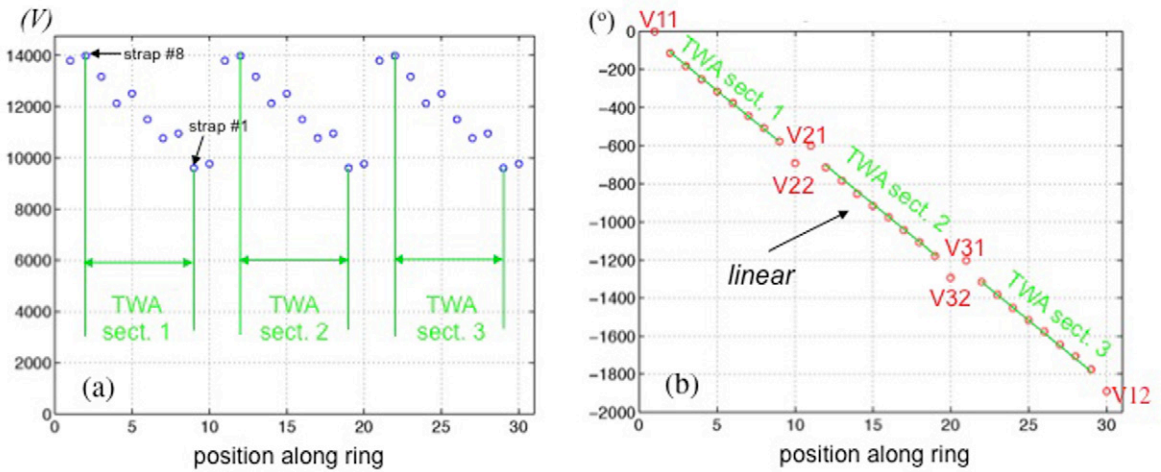 (V)
14000
12000
10000
8000
6000
4000
2000
0
0
5
10
15
20
25
30
strap #8
strap #1
TWA
sect. 1
TWA
sect. 2
TWA
sect. 3
(a)
position along ring
(o)
0
−200
−400
−600
−800
−1000
−1200
−1400
−1600
−1800
−2000
0
5
10
15
20
25
30
V11
TWA sect. 1
V21
V22
TWA sect. 2
linear
V31
V32
TWA sect. 3
V12
(b)
position along ring